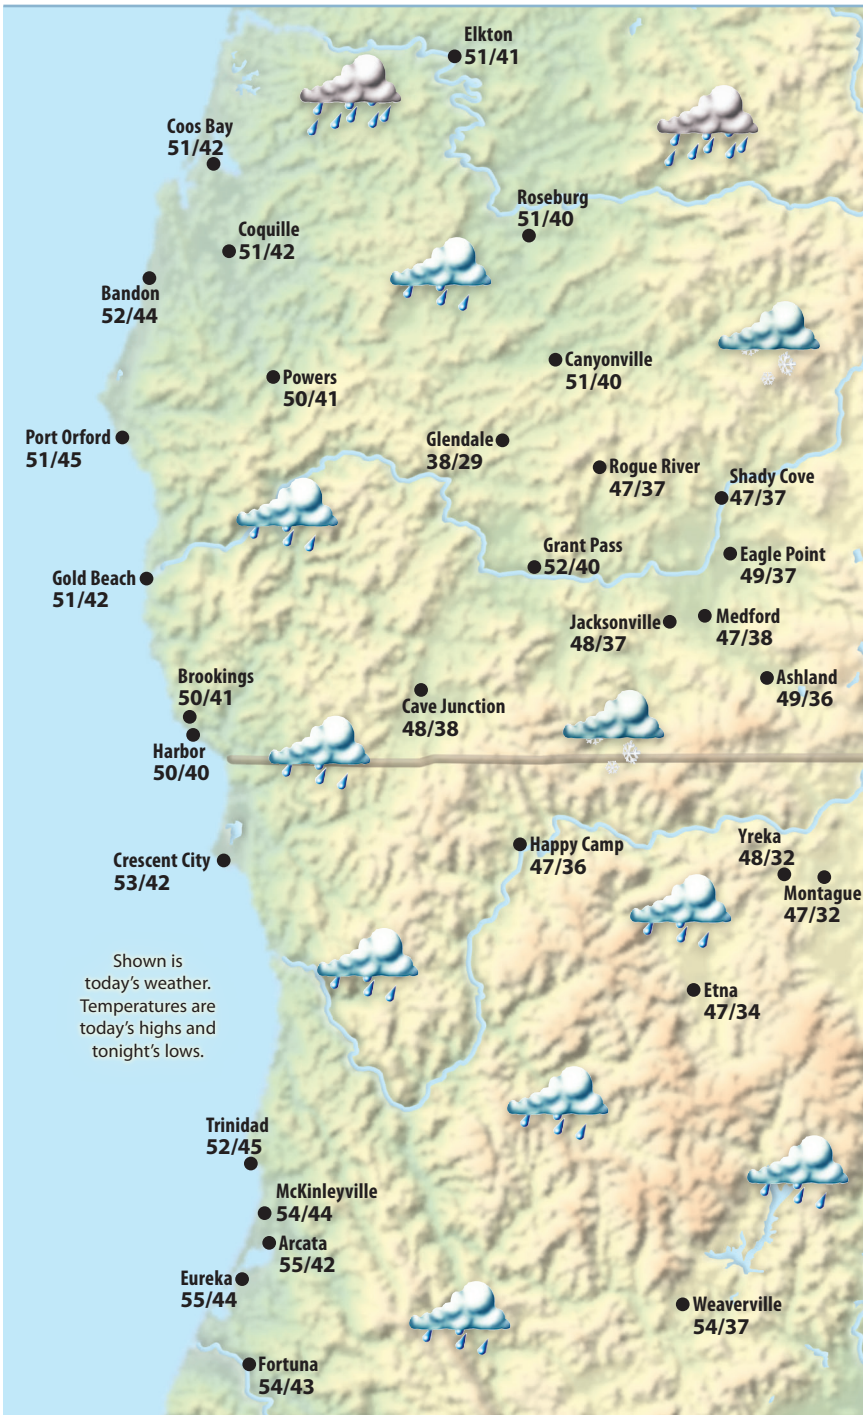 Elkton
51/41
Coos Bay
51/42
Roseburg
51/40
Coquille
51/42
Bandon
52/44
Canyonville
51/40
Powers
50/41
Port Orford
51/45
Glendale
38/29
Rogue River
47/37
Shady Cove
47/37
Grant Pass
52/40
Eagle Point
49/37
Gold Beach
51/42
Jacksonville
48/37
Medford
47/38
Brookings
50/41
Cave Junction
48/38
Ashland
49/36
Harbor
50/40
Crescent City
53/42
Happy Camp
47/36
Yreka
48/32
Montague
47/32
Shown is
today's weather.
Temperatures are
today's highs and
tonight's lows.
Etna
47/34
Trinidad
52/45
McKinleyville
54/44
Arcata
55/42
Eureka
55/44
Weaverville
54/37
Fortuna
54/43